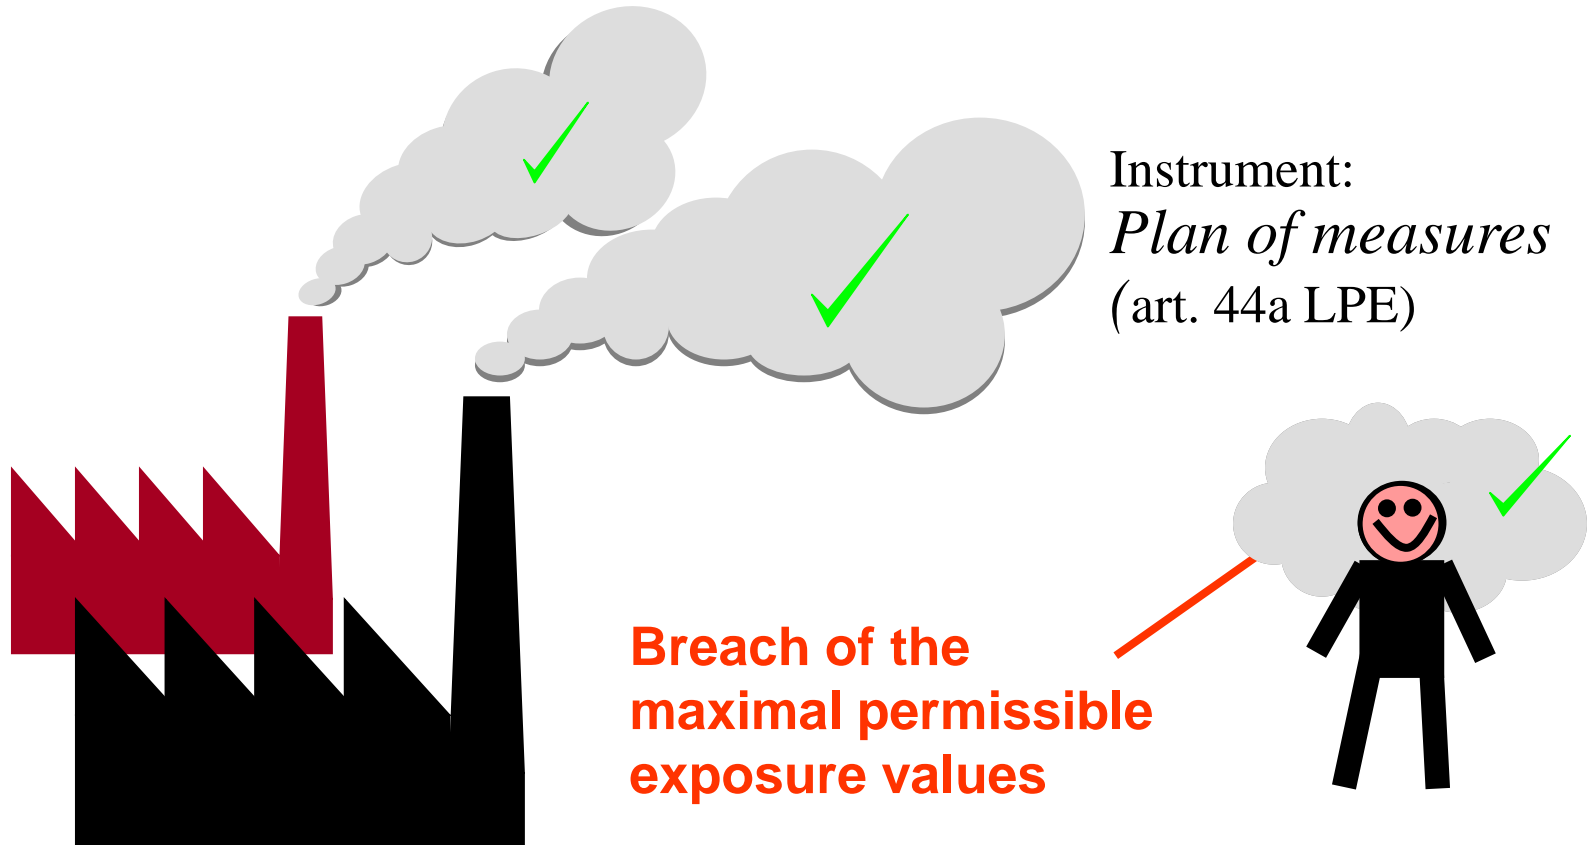 Instrument:
Plan of measures
(art. 44a LPE)
Breach of the
maximal permissible
exposure values